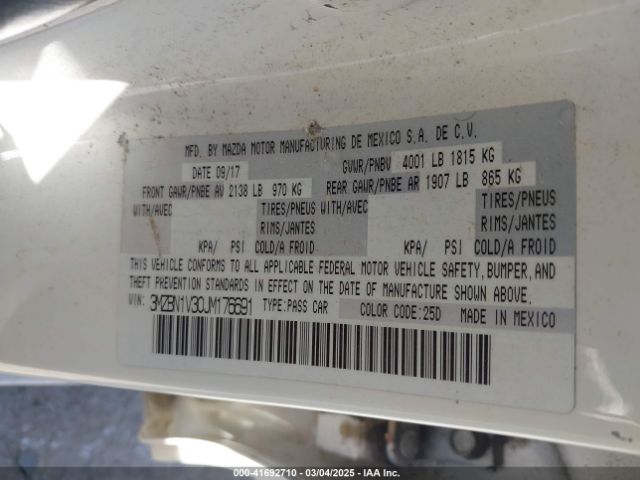 MFD. BY MAZDA MOTOR MANUFACTURING DE MEXICO S.A. DE C.V.
DATE 09/17 GVWR/PNBV 4001 LB 1815 KG
FRONT GAWR/PNBE AV 2138 LB 970 KG REAR GAWR/PNBE AR 1907 LB 865 KG
WITH/AVEC TIRES/PNEUS WITH/AVEC TIRES/PNEUS
RIMS/JANTES RIMS/JANTES
KPA/ PSI COLD/A FROID KPA/ PSI COLD/A FROID
THIS VEHICLE CONFORMS TO ALL APPLICABLE FEDERAL MOTOR VEHICLE SAFETY, BUMPER, AND
THEFT PREVENTION STANDARDS IN EFFECT ON THE DATE OF MANUFACTURE SHOWN ABOVE.
VIN: 3MZBN1V30JM176691 TYPE:PASS CAR COLOR CODE:25D MADE IN MEXICO
000-41692710 - 03/04/2025 - IAA Inc.